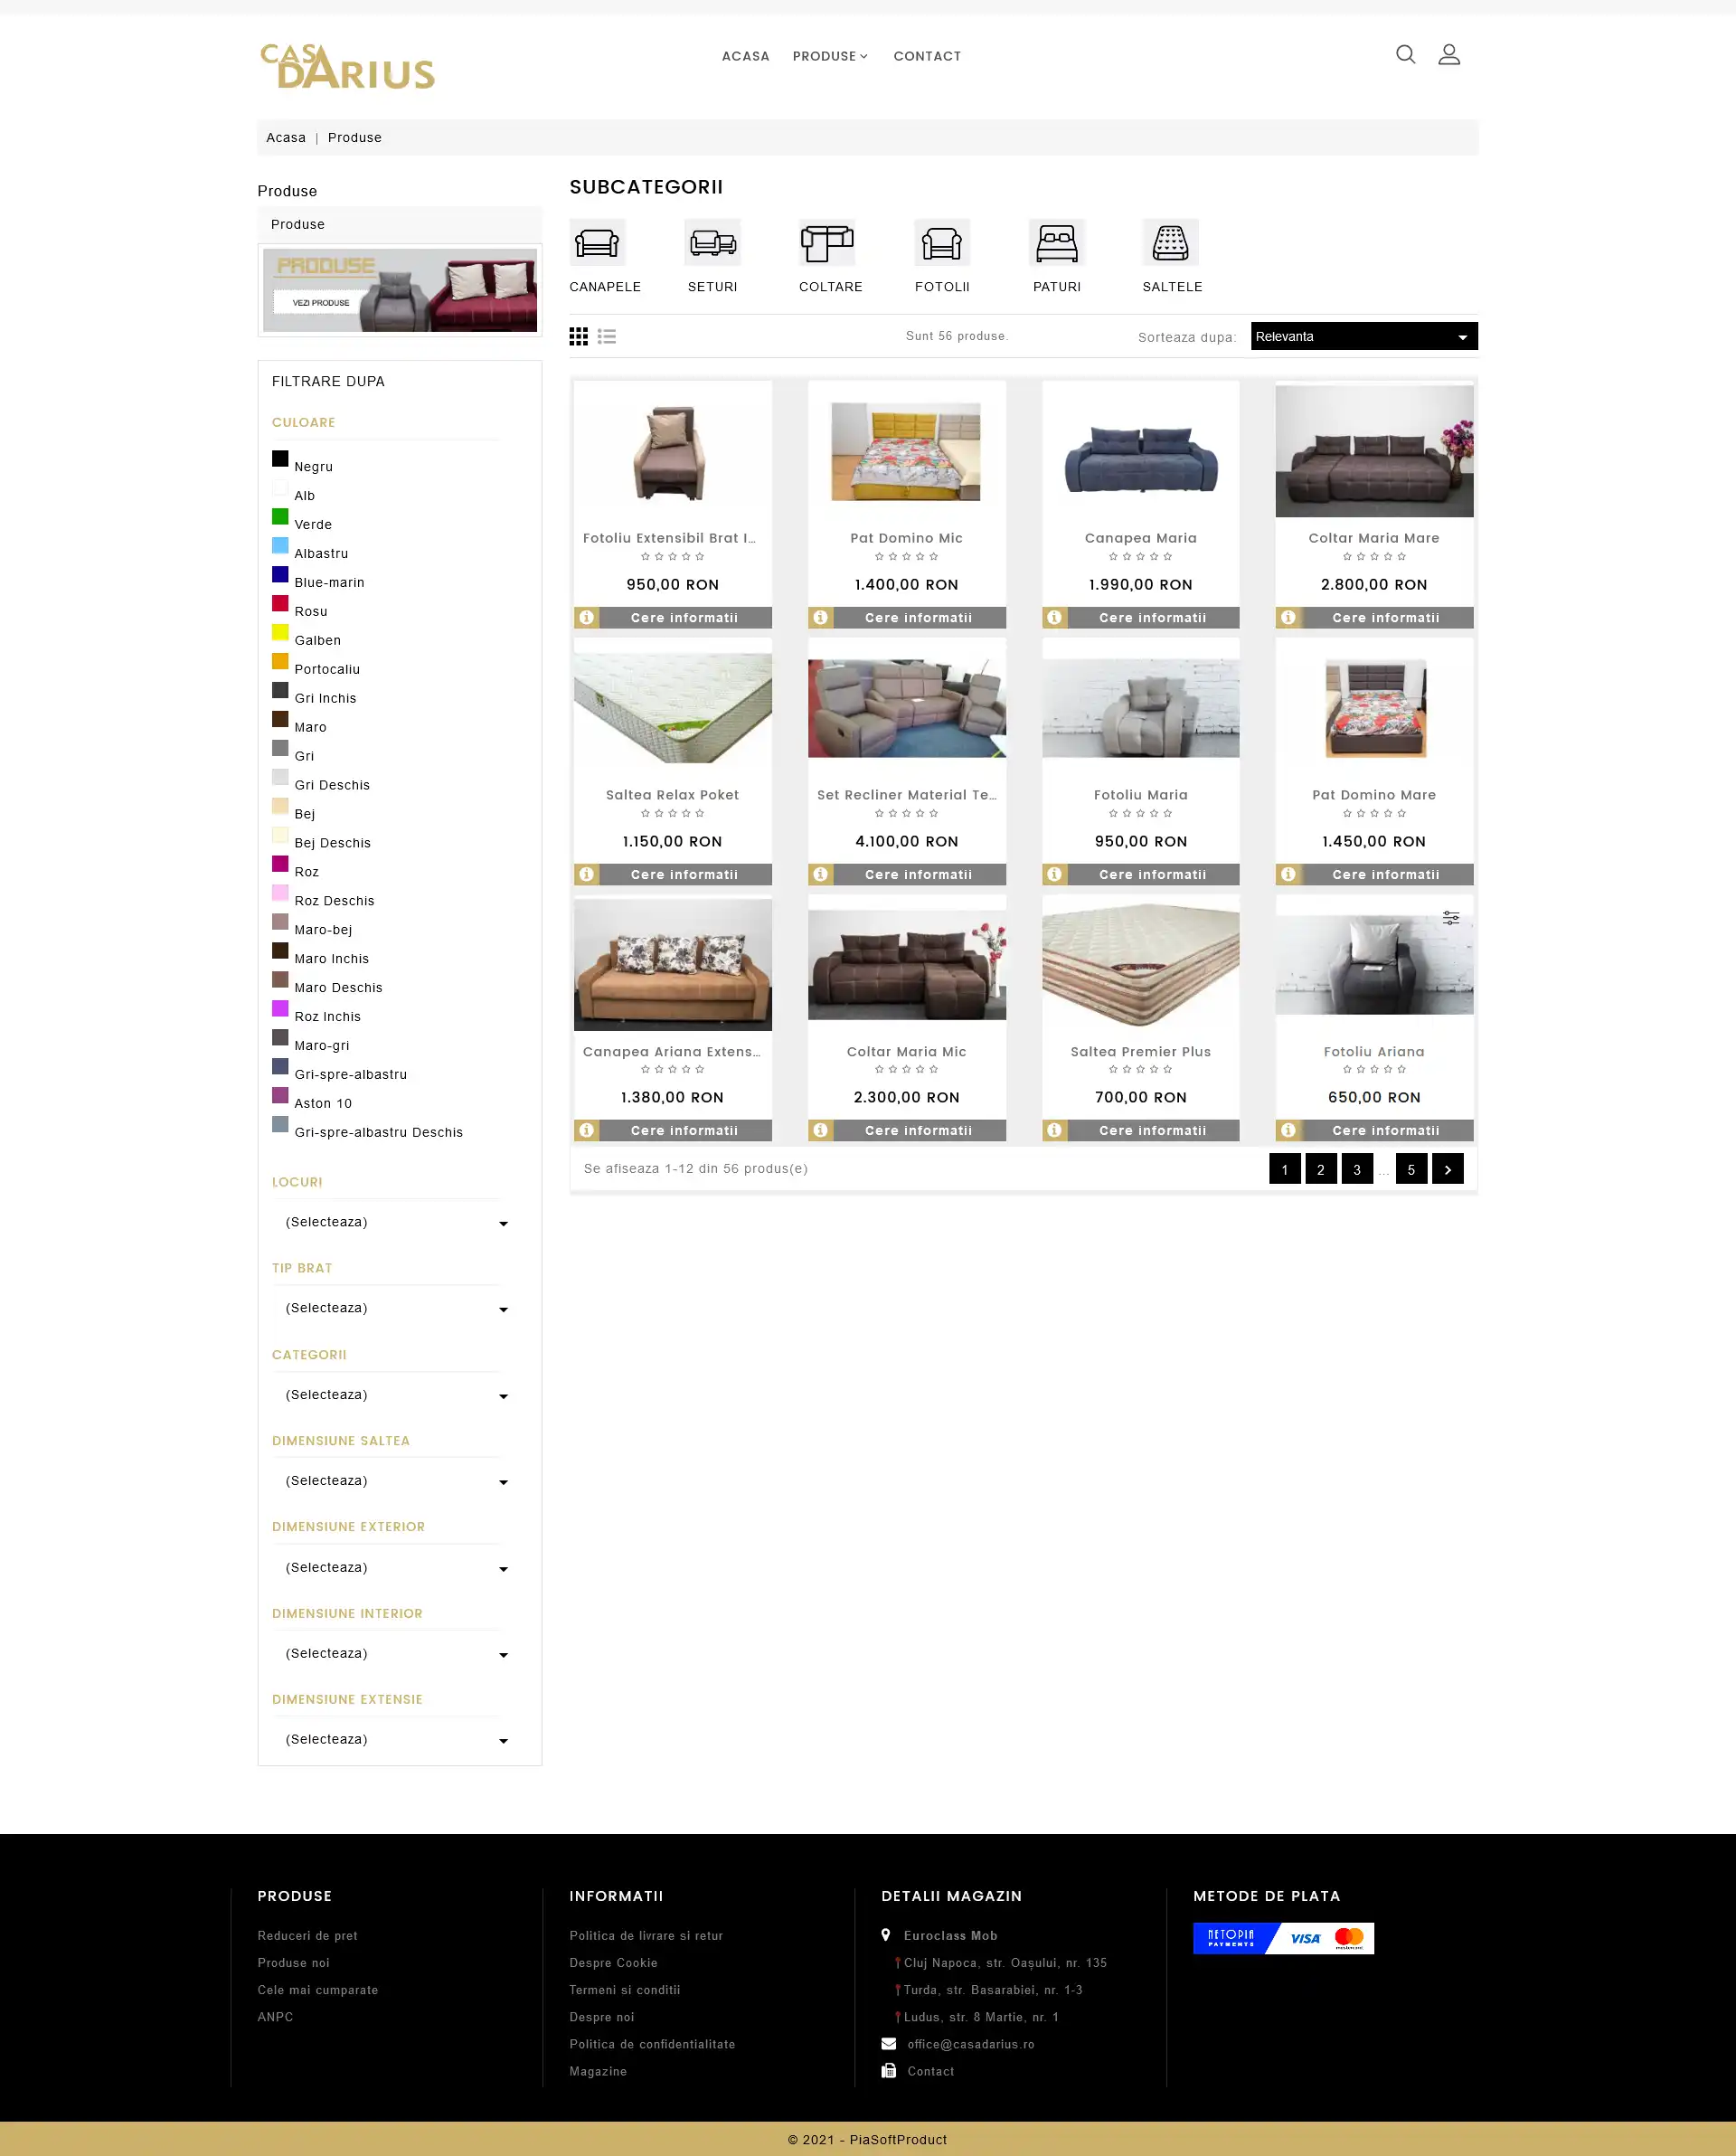 CASA DARIUS
ACASA PRODUSE CONTACT
Acasa | Produse
Produse
Produse
PRODUSE
VEZI PRODUSE
FILTRARE DUPA
CULOARE
Negru
Alb
Verde
Albastru
Blue-marin
Rosu
Galben
Portocaliu
Gri Inchis
Maro
Gri
Gri Deschis
Bej
Bej Deschis
Roz
Roz Deschis
Maro-bej
Maro Inchis
Maro Deschis
Roz Inchis
Maro-gri
Gri-spre-albastru
Aston 10
Gri-spre-albastru Deschis
LOCURI
(Selecteaza)
TIP BRAT
(Selecteaza)
CATEGORII
(Selecteaza)
DIMENSIUNE SALTEA
(Selecteaza)
DIMENSIUNE EXTERIOR
(Selecteaza)
DIMENSIUNE INTERIOR
(Selecteaza)
DIMENSIUNE EXTENSIE
(Selecteaza)
SUBCATEGORII
CANAPELE SETURI COLTARE FOTOLII PATURI SALTELE
Sunt 56 produse. Sorteaza dupa: Relevanta
Fotoliu Extensibil Brat I... Pat Domino Mic Canapea Maria Coltar Maria Mare
950,00 RON 1.400,00 RON 1.990,00 RON 2.800,00 RON
Cere informatii Cere informatii Cere informatii Cere informatii
Saltea Relax Poket Set Recliner Material Te... Fotoliu Maria Pat Domino Mare
1.150,00 RON 4.100,00 RON 950,00 RON 1.450,00 RON
Cere informatii Cere informatii Cere informatii Cere informatii
Canapea Ariana Extens... Coltar Maria Mic Saltea Premier Plus Fotoliu Ariana
1.380,00 RON 2.300,00 RON 700,00 RON 650,00 RON
Cere informatii Cere informatii Cere informatii Cere informatii
Se afiseaza 1-12 din 56 produs(e) 1 2 3 ... 5
PRODUSE
Reduceri de pret
Produse noi
Cele mai cumparate
ANPC
INFORMATII
Politica de livrare si retur
Despre Cookie
Termeni si conditii
Despre noi
Politica de confidentialitate
Magazine
DETALII MAGAZIN
Euroclass Mob
Cluj Napoca, str. Oașului, nr. 135
Turda, str. Basarabiei, nr. 1-3
Ludus, str. 8 Martie, nr. 1
office@casadarius.ro
Contact
METODE DE PLATA
NETOPIA
PAYMENTS
VISA
mastercard
© 2021 - PiaSoftProduct